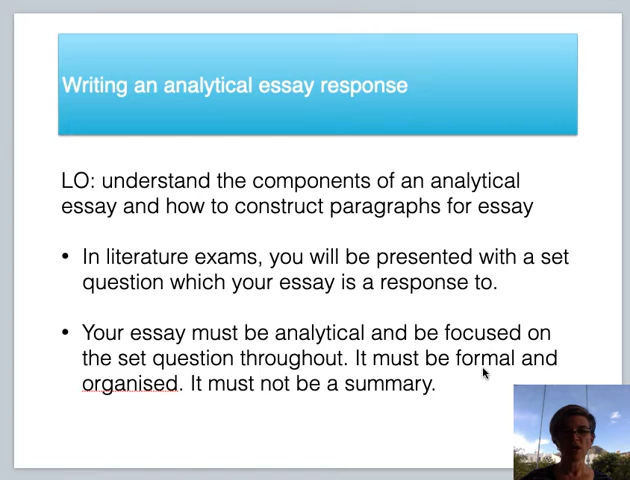 Writing an analytical essay response
LO: understand the components of an analytical
essay and how to construct paragraphs for essay
• In literature exams, you will be presented with a set
question which your essay is a response to.
• Your essay must be analytical and be focused on
the set question throughout. It must be formal and
organised. It must not be a summary.